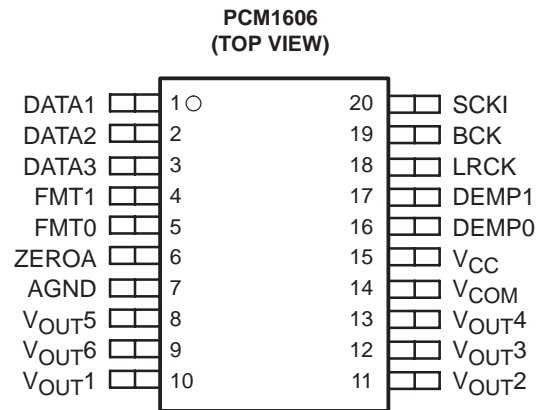 PCM1606
(TOP VIEW)
DATA1 1 20 SCKI
DATA2 2 19 BCK
DATA3 3 18 LRCK
FMT1 4 17 DEMP1
FMT0 5 16 DEMP0
ZEROA 6 15 VCC
AGND 7 14 VCOM
VOUT5 8 13 VOUT4
VOUT6 9 12 VOUT3
VOUT1 10 11 VOUT2